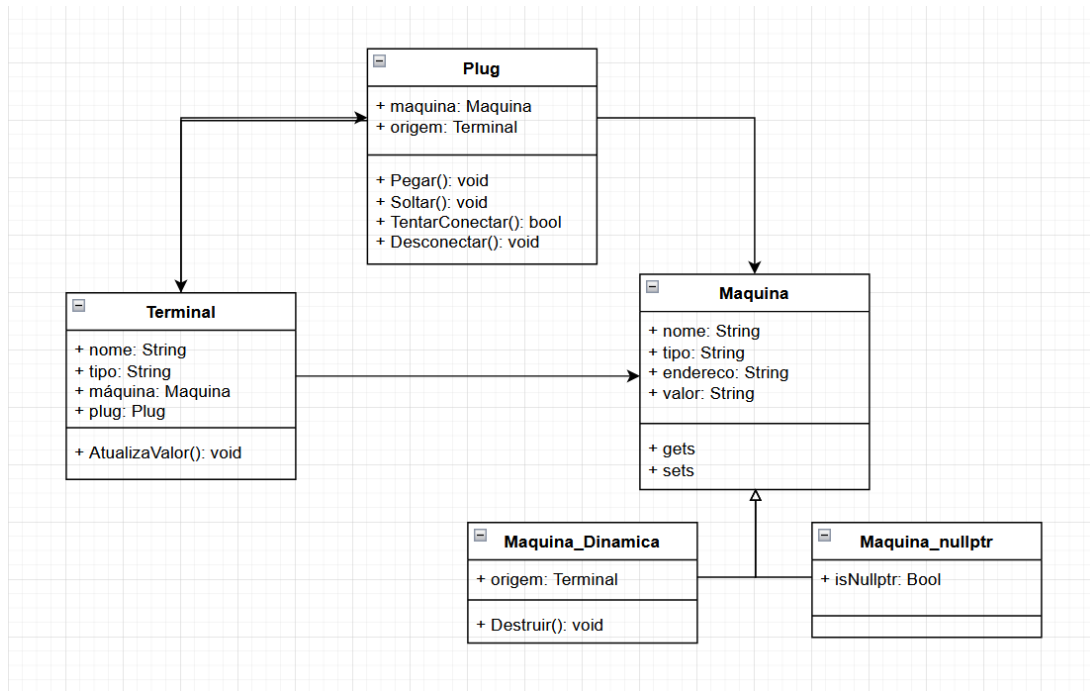 Plug
+ maquina: Maquina
+ origem: Terminal
+ Pegar(): void
+ Soltar(): void
+ TentarConectar(): bool
+ Desconectar(): void
Terminal
+ nome: String
+ tipo: String
+ máquina: Maquina
+ plug: Plug
+ AtualizaValor(): void
Maquina
+ nome: String
+ tipo: String
+ endereco: String
+ valor: String
+ gets
+ sets
Maquina_Dinamica
+ origem: Terminal
+ Destruir(): void
Maquina_nullptr
+ isNullptr: Bool